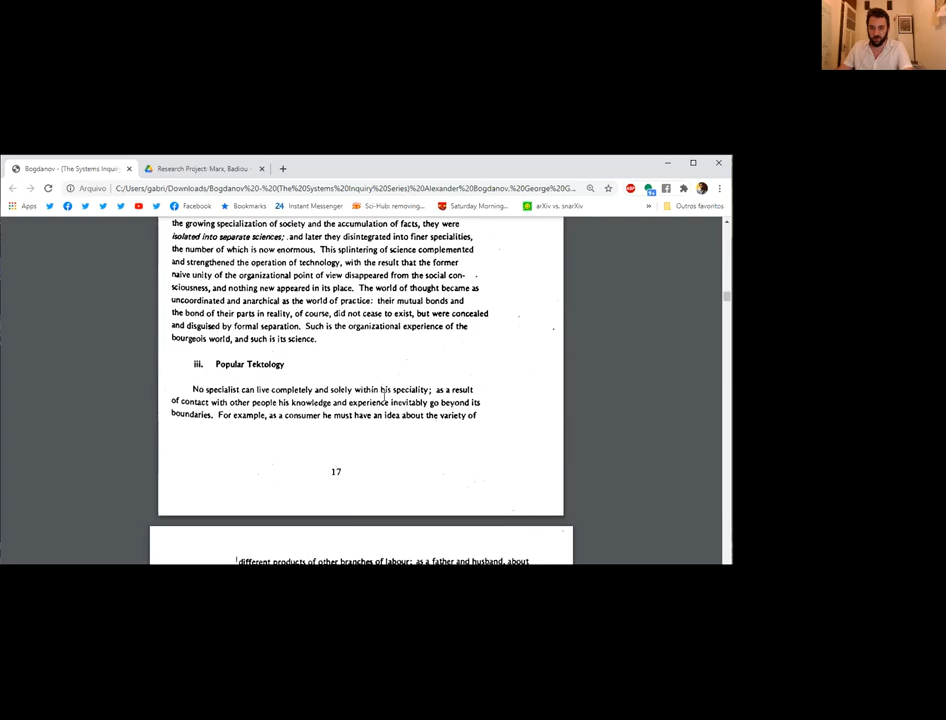 Bogdanov - [The Systems Inquiry
Research Project: Marx, Badiou -
Arquivo
C:/Users/gabri/Downloads/Bogdanov%20-%20(The%20Systems%20Inquiry%20Series)%20Alexander%20Bogdanov,%20George%20G...
Apps
Facebook
Bookmarks
24 Instant Messenger
Sci-Hub: removing...
Saturday Morning...
arXiv vs. snarXiv
»
Outros favoritos
the growing specialization of society and the accumulation of facts, they were
isolated into separate sciences; and later they disintegrated into finer specialities,
the number of which is now enormous. This splintering of science complemented
and strengthened the operation of technology, with the result that the former
naive unity of the organizational point of view disappeared from the social con-
sciousness, and nothing new appeared in its place. The world of thought became as
uncoordinated and anarchical as the world of practice: their mutual bonds and
the bond of their parts in reality, of course, did not cease to exist, but were concealed
and disguised by formal separation. Such is the organizational experience of the
bourgeois world, and such is its science.
iii. Popular Tektology
No specialist can live completely and solely within his speciality; as a result
of contact with other people his knowledge and experience inevitably go beyond its
boundaries. For example, as a consumer he must have an idea about the variety of
17
different products of other branches of labour; as a father and husband, about